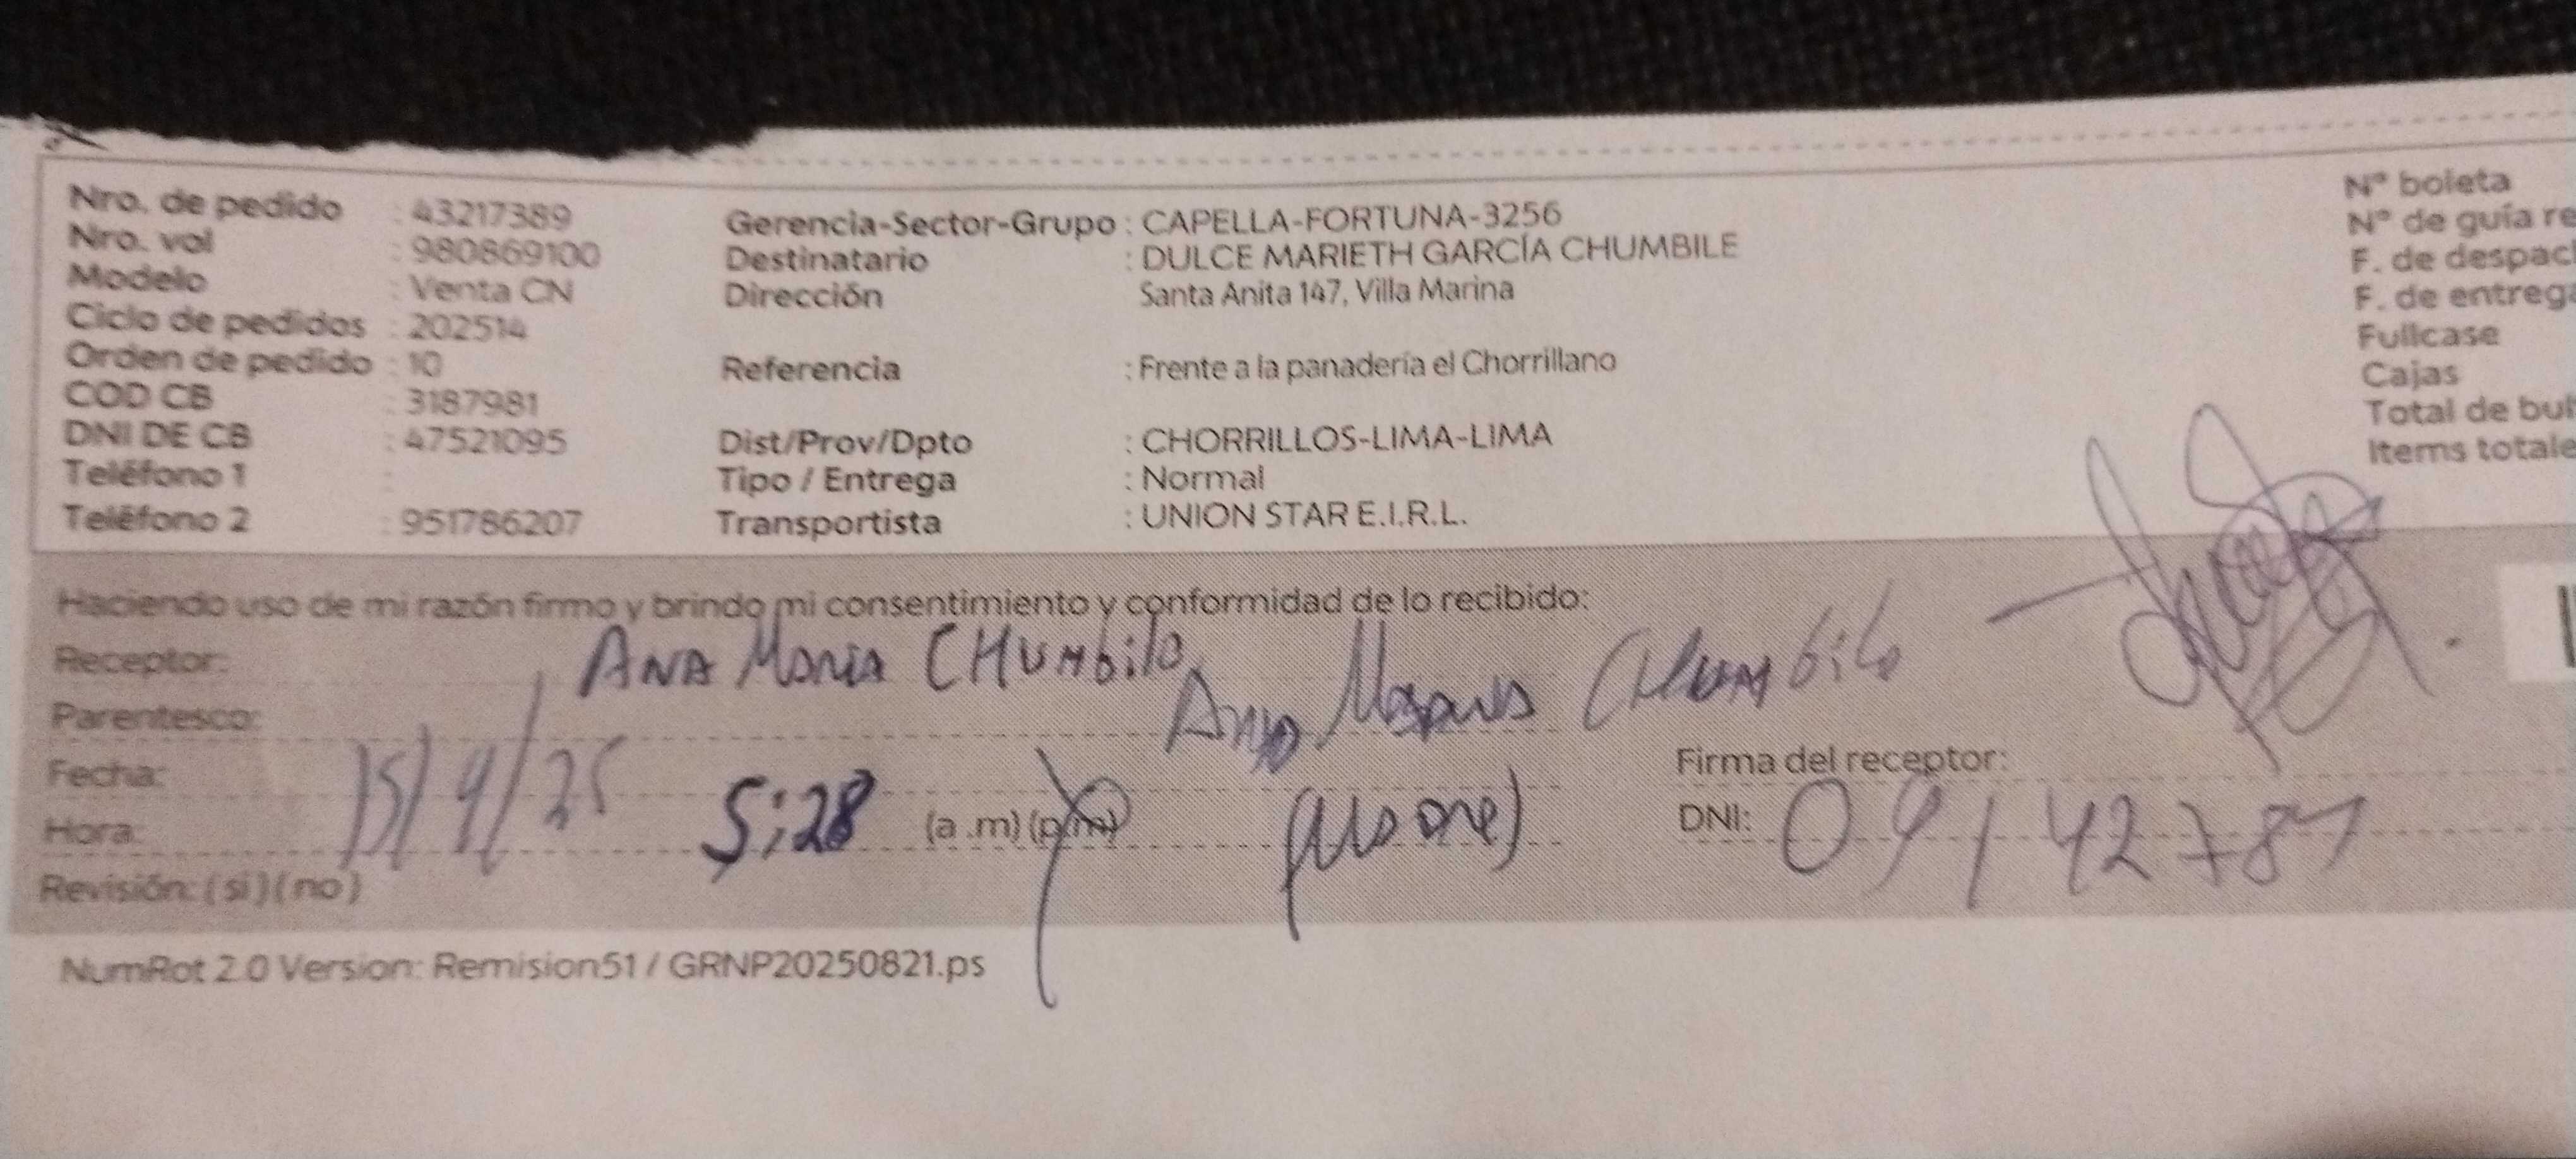 Nro. de pedido : 43217389
Nro. vol : 980869100
Modelo : Venta CN
Ciclo de pedidos : 202514
Orden de pedido : 10
COD CB : 3187981
DNI DE CB : 47521095
Teléfono 1 :
Teléfono 2 : 951786207
Gerencia-Sector-Grupo : CAPELLA-FORTUNA-3256
Destinatario : DULCE MARIETH GARCÍA CHUMBILE
Dirección Santa Anita 147, Villa Marina
Referencia : Frente a la panadería el Chorrillano
Dist/Prov/Dpto : CHORRILLOS-LIMA-LIMA
Tipo / Entrega : Normal
Transportista : UNION STAR E.I.R.L.
N° boleta
N° de guía re
F. de despac
F. de entrega
Fullcase
Cajas
Total de bul
Items totale
Haciendo uso de mi razón firmo y brindo mi consentimiento y conformidad de lo recibido:
Receptor: ANA MARIA CHUMBILE
Parentesco: CHUMBILE
Fecha: 15/9/25
Hora: 5:28 (a .m) (p.m)
Revisión: (si) (no)
Firma del receptor:
DNI: 09142787
NumRot 2.0 Version: Remision51 / GRNP20250821.ps